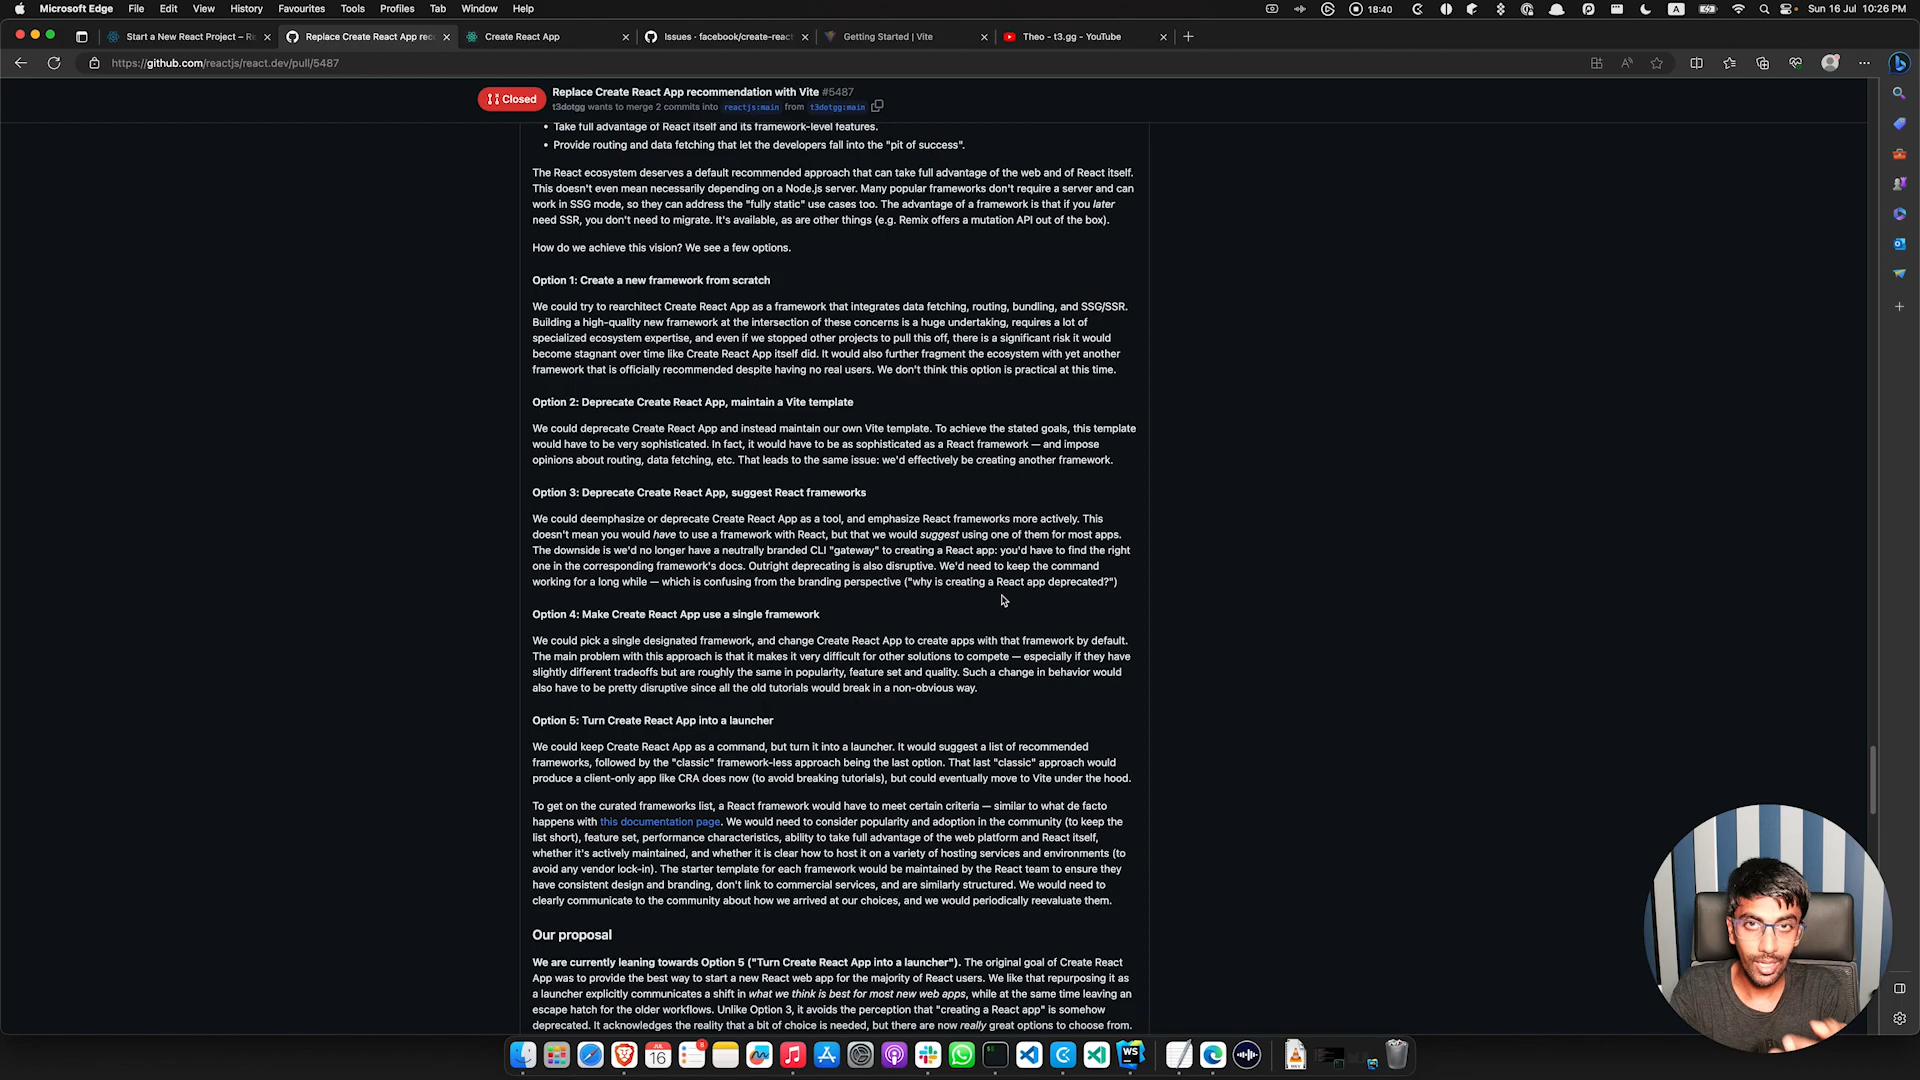 Microsoft Edge File Edit View History Favourites Tools Profiles Tab Window Help 18:40 A Sun 16 Jul 10:26 PM
Start a New React Project – Re
Replace Create React App rec
Create React App
Issues · facebook/create-react
Getting Started | Vite
Theo - t3.gg - YouTube
https://github.com/reactjs/react.dev/pull/5487
Closed
Replace Create React App recommendation with Vite #5487
t3dotgg wants to merge 2 commits into reactjs:main from t3dotgg:main
• Take full advantage of React itself and its framework-level features.
• Provide routing and data fetching that let the developers fall into the "pit of success".
The React ecosystem deserves a default recommended approach that can take full advantage of the web and of React itself.
This doesn't even mean necessarily depending on a Node.js server. Many popular frameworks don't require a server and can
work in SSG mode, so they can address the "fully static" use cases too. The advantage of a framework is that if you later
need SSR, you don't need to migrate. It's available, as are other things (e.g. Remix offers a mutation API out of the box).
How do we achieve this vision? We see a few options.
Option 1: Create a new framework from scratch
We could try to rearchitect Create React App as a framework that integrates data fetching, routing, bundling, and SSG/SSR.
Building a high-quality new framework at the intersection of these concerns is a huge undertaking, requires a lot of
specialized ecosystem expertise, and even if we stopped other projects to pull this off, there is a significant risk it would
become stagnant over time like Create React App itself did. It would also further fragment the ecosystem with yet another
framework that is officially recommended despite having no real users. We don't think this option is practical at this time.
Option 2: Deprecate Create React App, maintain a Vite template
We could deprecate Create React App and instead maintain our own Vite template. To achieve the stated goals, this template
would have to be very sophisticated. In fact, it would have to be as sophisticated as a React framework — and impose
opinions about routing, data fetching, etc. That leads to the same issue: we'd effectively be creating another framework.
Option 3: Deprecate Create React App, suggest React frameworks
We could deemphasize or deprecate Create React App as a tool, and emphasize React frameworks more actively. This
doesn't mean you would have to use a framework with React, but that we would suggest using one of them for most apps.
The downside is we'd no longer have a neutrally branded CLI "gateway" to creating a React app: you'd have to find the right
one in the corresponding framework's docs. Outright deprecating is also disruptive. We'd need to keep the command
working for a long while — which is confusing from the branding perspective ("why is creating a React app deprecated?")
Option 4: Make Create React App use a single framework
We could pick a single designated framework, and change Create React App to create apps with that framework by default.
The main problem with this approach is that it makes it very difficult for other solutions to compete — especially if they have
slightly different tradeoffs but are roughly the same in popularity, feature set and quality. Such a change in behavior would
also have to be pretty disruptive since all the old tutorials would break in a non-obvious way.
Option 5: Turn Create React App into a launcher
We could keep Create React App as a command, but turn it into a launcher. It would suggest a list of recommended
frameworks, followed by the "classic" framework-less approach being the last option. That last "classic" approach would
produce a client-only app like CRA does now (to avoid breaking tutorials), but could eventually move to Vite under the hood.
To get on the curated frameworks list, a React framework would have to meet certain criteria — similar to what de facto
happens with this documentation page. We would need to consider popularity and adoption in the community (to keep the
list short), feature set, performance characteristics, ability to take full advantage of the web platform and React itself,
whether it's actively maintained, and whether it is clear how to host it on a variety of hosting services and environments (to
avoid any vendor lock-in). The starter template for each framework would be maintained by the React team to ensure they
have consistent design and branding, don't link to commercial services, and are similarly structured. We would need to
clearly communicate to the community about how we arrived at our choices, and we would periodically reevaluate them.
Our proposal
We are currently leaning towards Option 5 ("Turn Create React App into a launcher"). The original goal of Create React
App was to provide the best way to start a new React web app for the majority of React users. We like that repurposing it as
a launcher explicitly communicates a shift in what we think is best for most new web apps, while at the same time leaving an
escape hatch for the older workflows. Unlike Option 3, it avoids the perception that "creating a React app" is somehow
deprecated. It acknowledges the reality that a bit of choice is needed, but there are now really great options to choose from.
JUL
16
WS